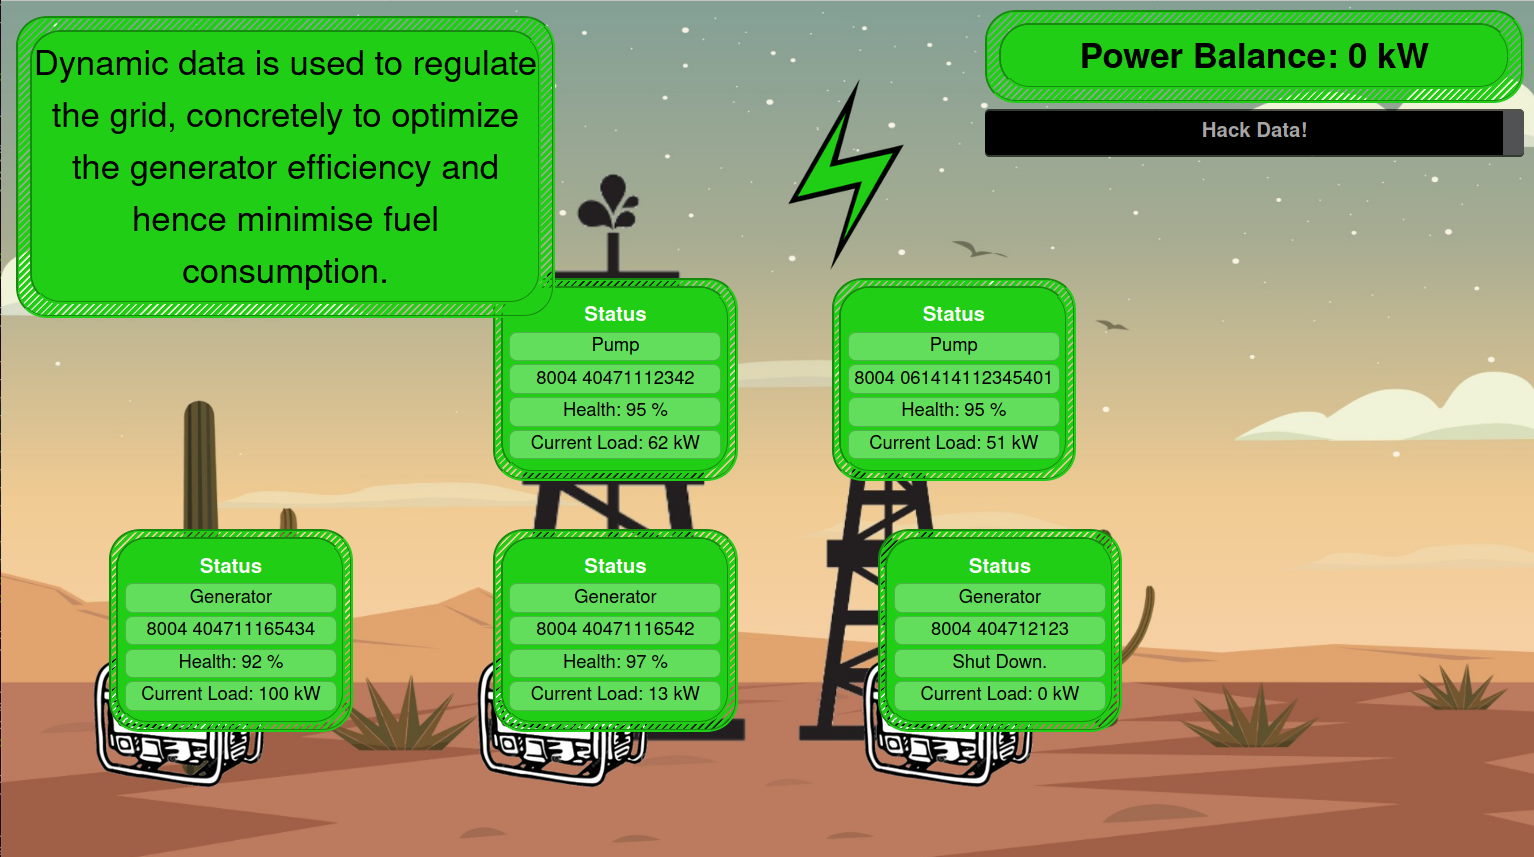 Dynamic data is used to regulate
the grid, concretely to optimize
the generator efficiency and
hence minimise fuel
consumption.
Power Balance: 0 kW
Hack Data!
Status
Pump
8004 40471112342
Health: 95 %
Current Load: 62 kW
Status
Pump
8004 061414112345401
Health: 95 %
Current Load: 51 kW
Status
Generator
8004 404711165434
Health: 92 %
Current Load: 100 kW
Status
Generator
8004 40471116542
Health: 97 %
Current Load: 13 kW
Status
Generator
8004 404712123
Shut Down.
Current Load: 0 kW